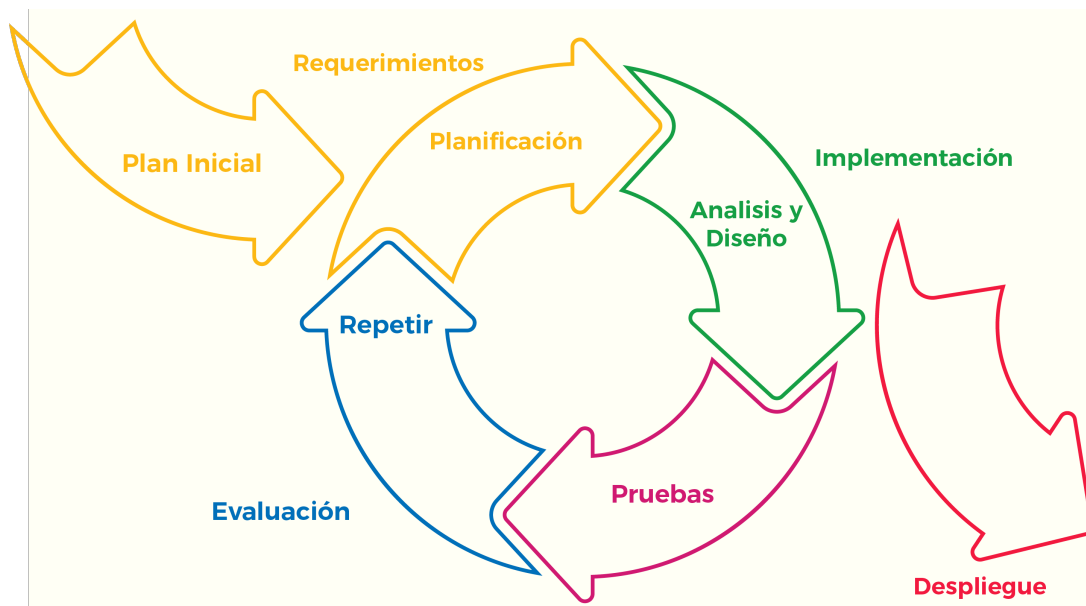 Requerimientos
Planificación
Plan Inicial
Implementación
Analisis y
Diseño
Repetir
Pruebas
Evaluación
Despliegue